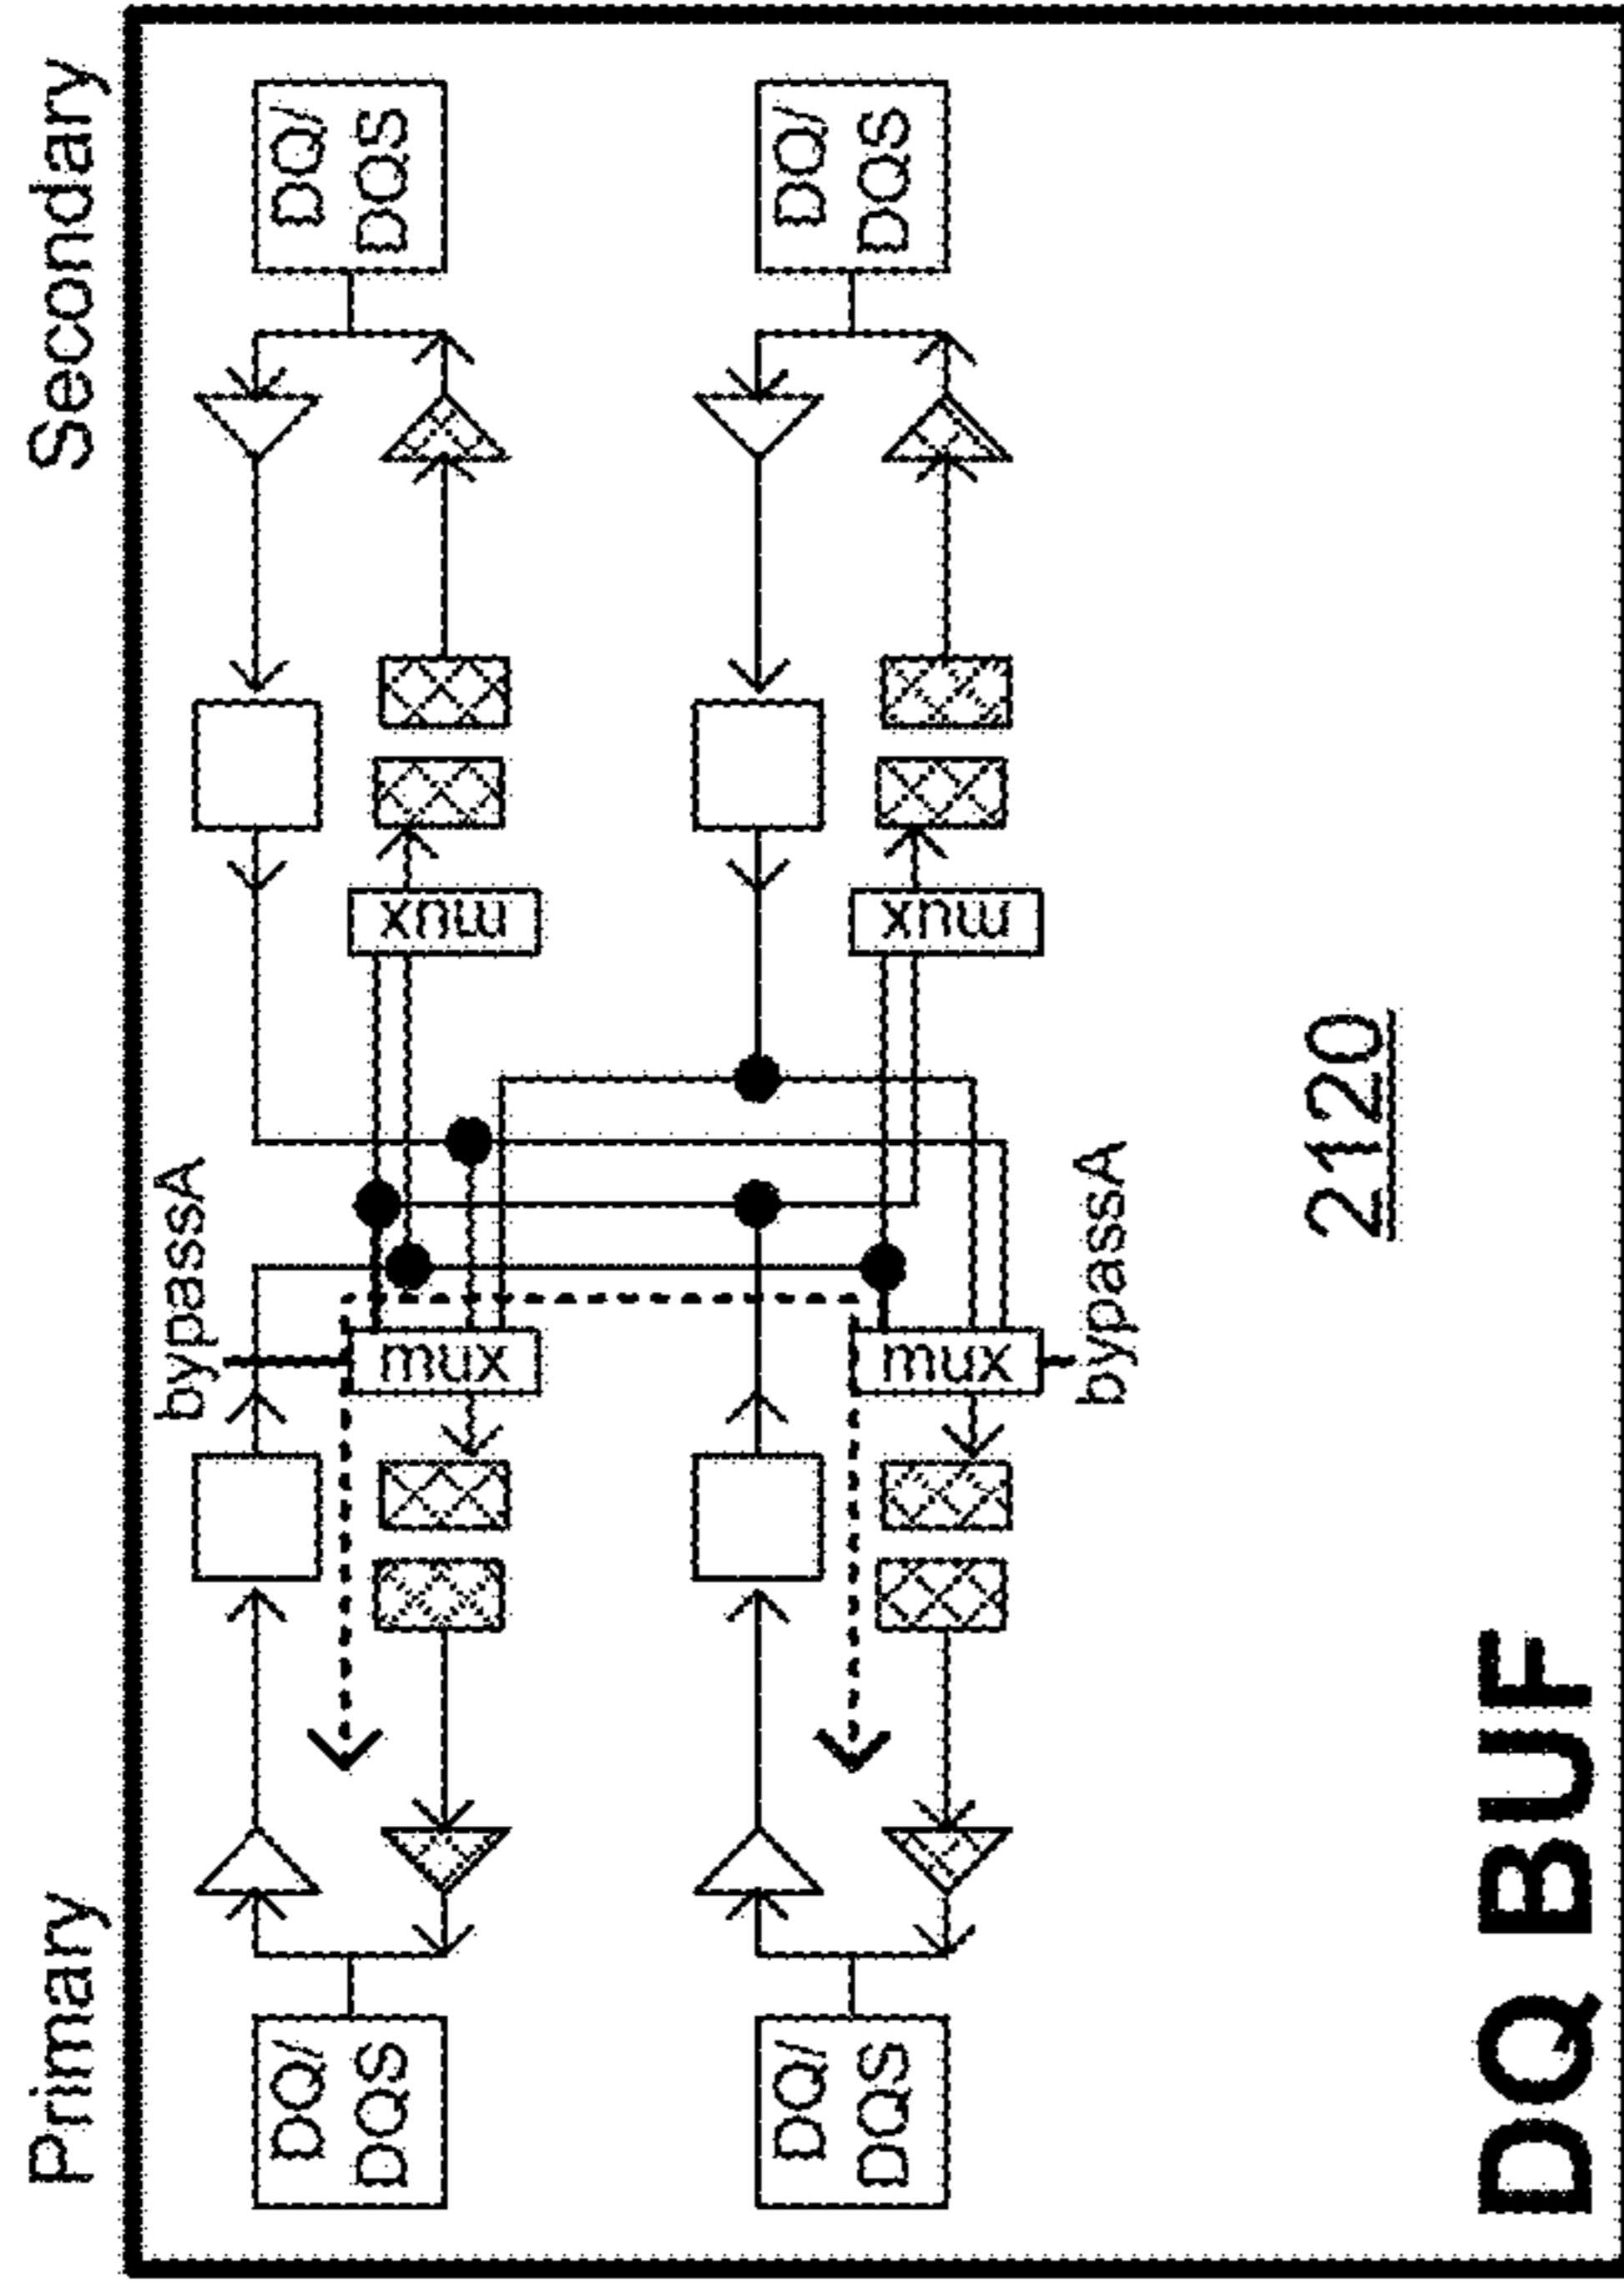 Primary
Secondary
bypassA
DQ/
DQS
DQ/
DQS
mux
mux
DQ/
DQS
DQ/
DQS
mux
mux
bypassA
2120
DQ BUF